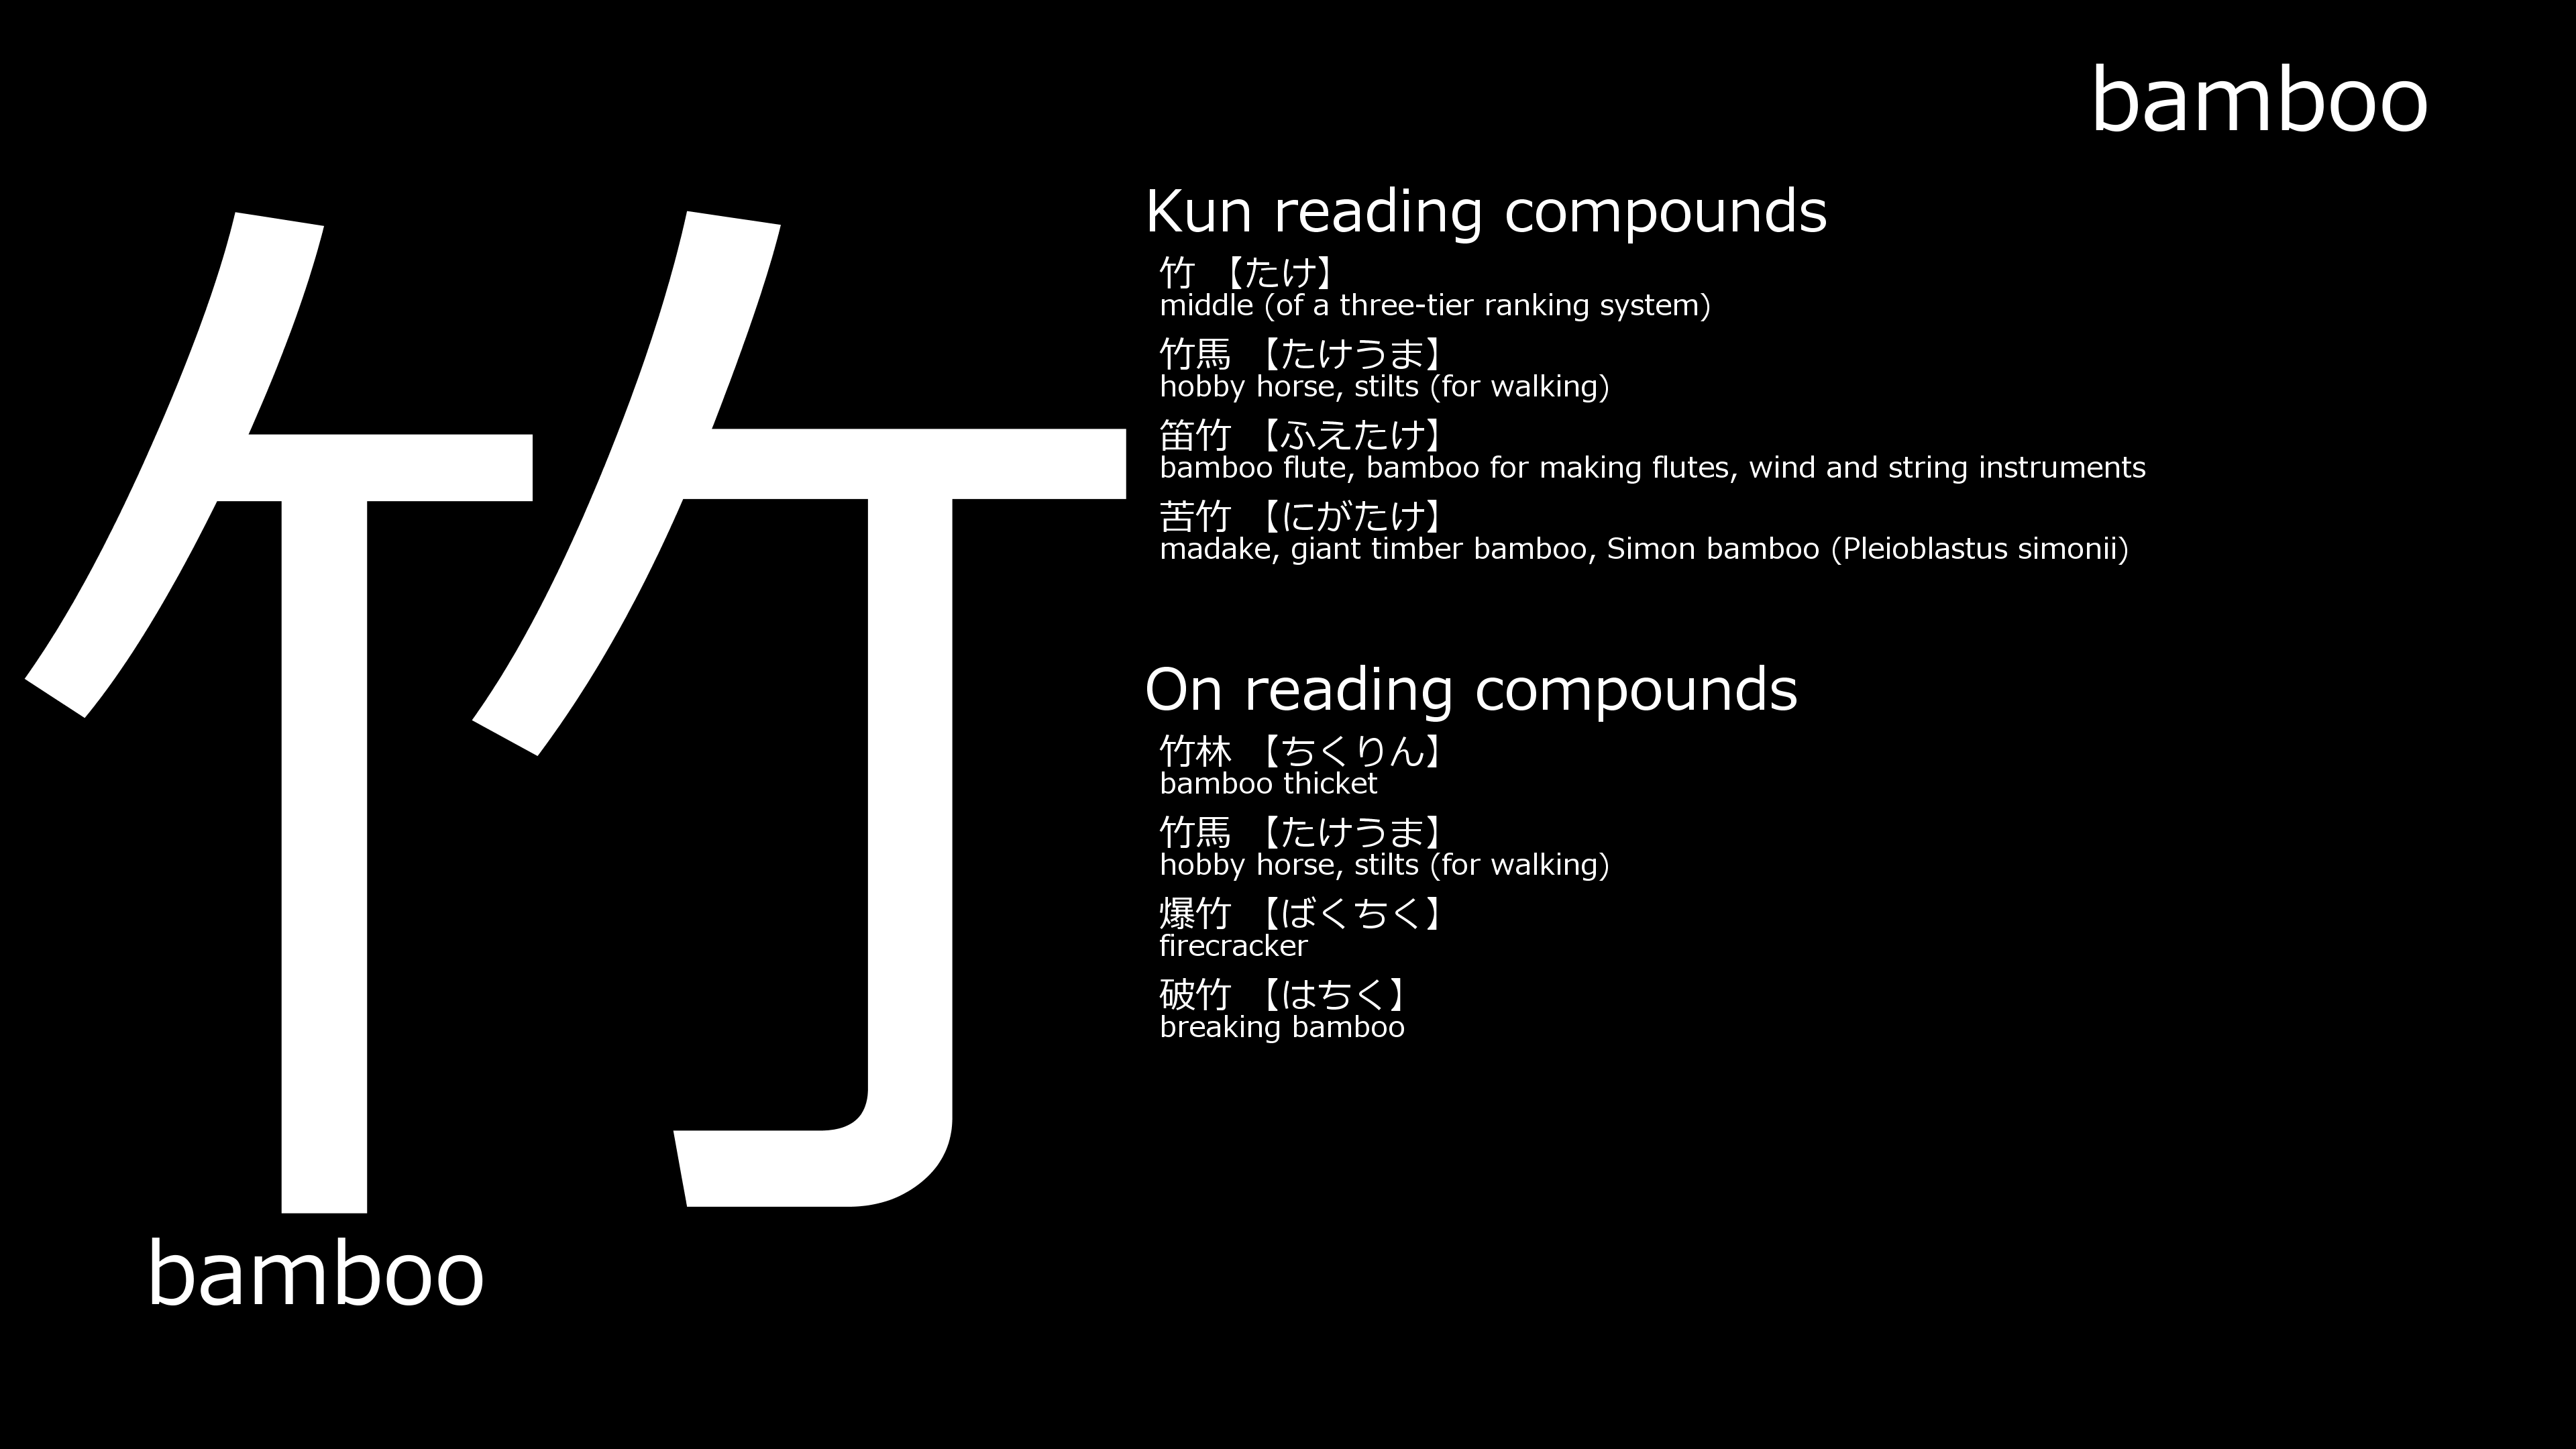 bamboo
竹
bamboo
Kun reading compounds
竹 【たけ】
middle (of a three-tier ranking system)
竹馬 【たけうま】
hobby horse, stilts (for walking)
笛竹 【ふえたけ】
bamboo flute, bamboo for making flutes, wind and string instruments
苦竹 【にがたけ】
madake, giant timber bamboo, Simon bamboo (Pleioblastus simonii)
On reading compounds
竹林 【ちくりん】
bamboo thicket
竹馬 【たけうま】
hobby horse, stilts (for walking)
爆竹 【ばくちく】
firecracker
破竹 【はちく】
breaking bamboo